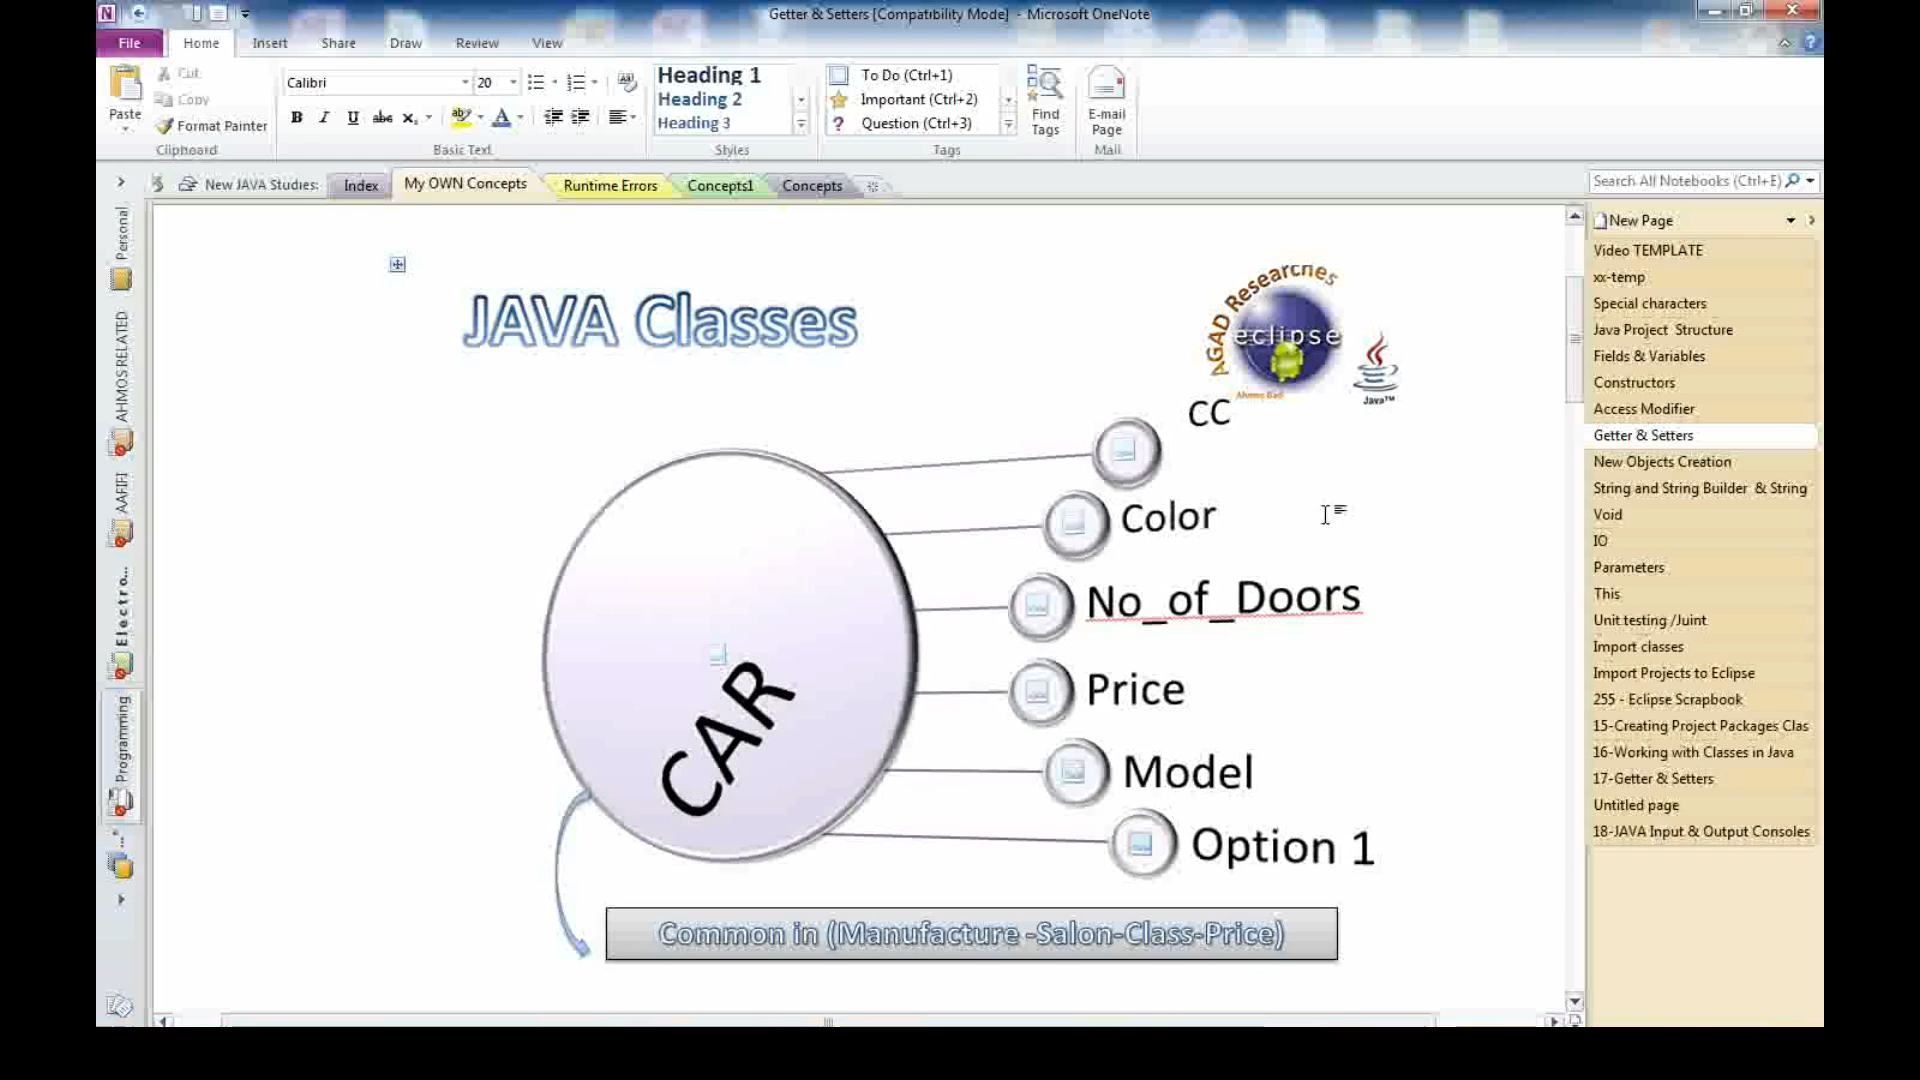 Getter & Setters [Compatibility Mode] - Microsoft OneNote
File Home Insert Share Draw Review View
Paste
Cut
Copy
Format Painter
Clipboard
Calibri 20
B I U abc x₂ ab A
Basic Text
Heading 1
Heading 2
Heading 3
Styles
To Do (Ctrl+1)
Important (Ctrl+2)
Question (Ctrl+3)
Tags
Find Tags
E-mail Page
Mail
New JAVA Studies: Index My OWN Concepts Runtime Errors Concepts1 Concepts
Search All Notebooks (Ctrl+E)
Personal
AHMOS RELATED
AAFIFI
Electro...
Programming
JAVA Classes
AGAD Researches
eclipse
Java™
CC
Color
No_of_Doors
Price
Model
Option 1
CAR
Common in (Manufacture -Salon-Class-Price)
New Page
Video TEMPLATE
xx-temp
Special characters
Java Project Structure
Fields & Variables
Constructors
Access Modifier
Getter & Setters
New Objects Creation
String and String Builder & String
Void
IO
Parameters
This
Unit testing /Juint
Import classes
Import Projects to Eclipse
255 - Eclipse Scrapbook
15-Creating Project Packages Clas
16-Working with Classes in Java
17-Getter & Setters
Untitled page
18-JAVA Input & Output Consoles